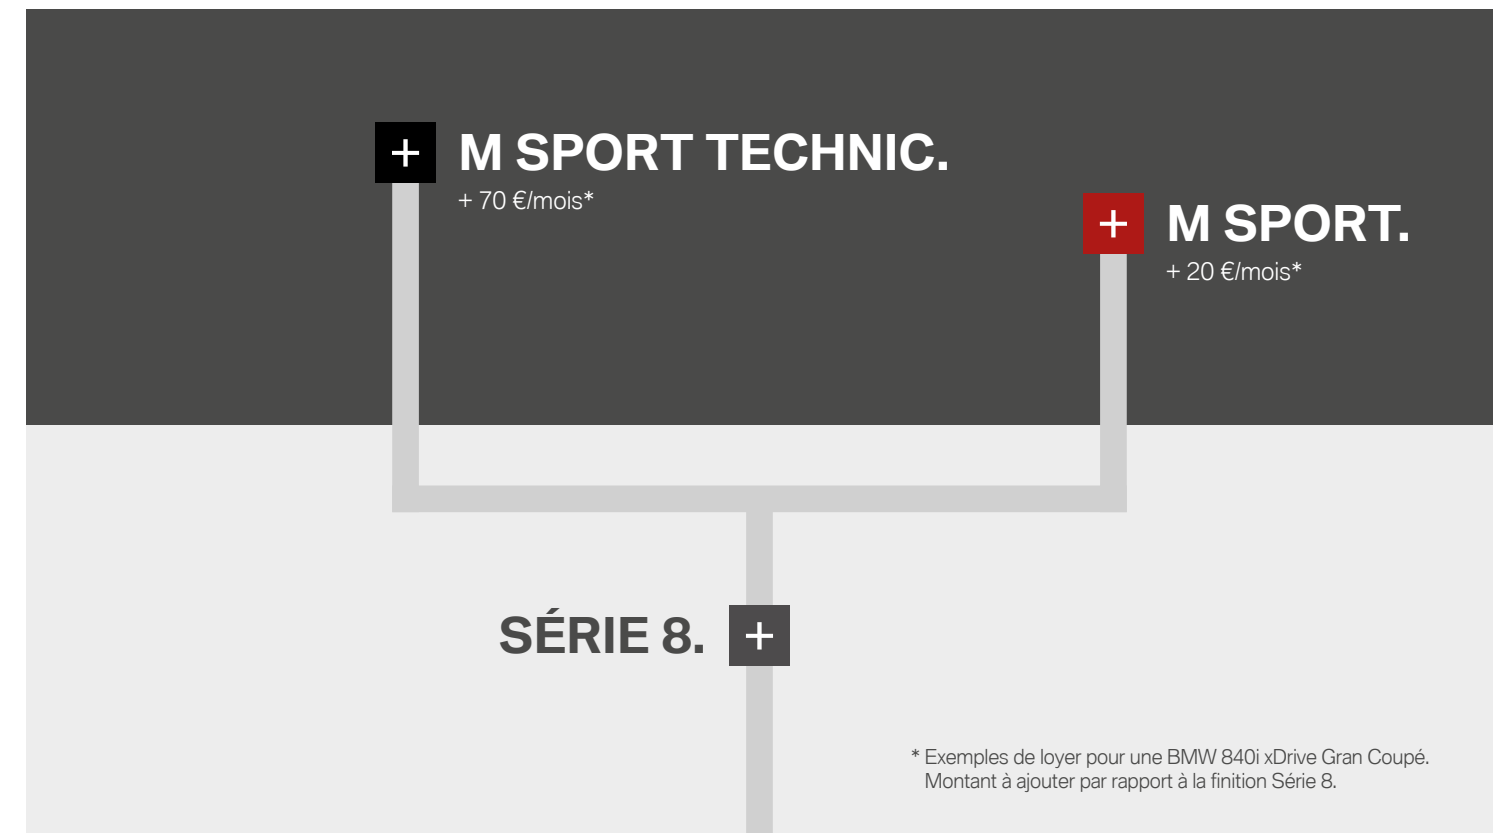 M SPORT TECHNIC.
+ 70 €/mois*
M SPORT.
+ 20 €/mois*
SÉRIE 8.
* Exemples de loyer pour une BMW 840i xDrive Gran Coupé.
Montant à ajouter par rapport à la finition Série 8.